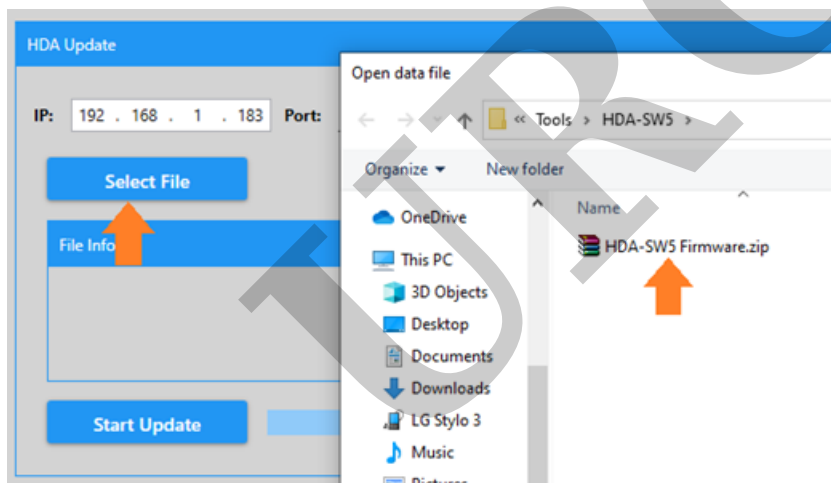 HDA Update
IP: 192 . 168 . 1 . 183 Port:
Select File
File Info
Start Update
Open data file
« Tools > HDA-SW5 >
Organize New folder
OneDrive
This PC
3D Objects
Desktop
Documents
Downloads
LG Stylo 3
Music
Pictures
Name
HDA-SW5 Firmware.zip
URC